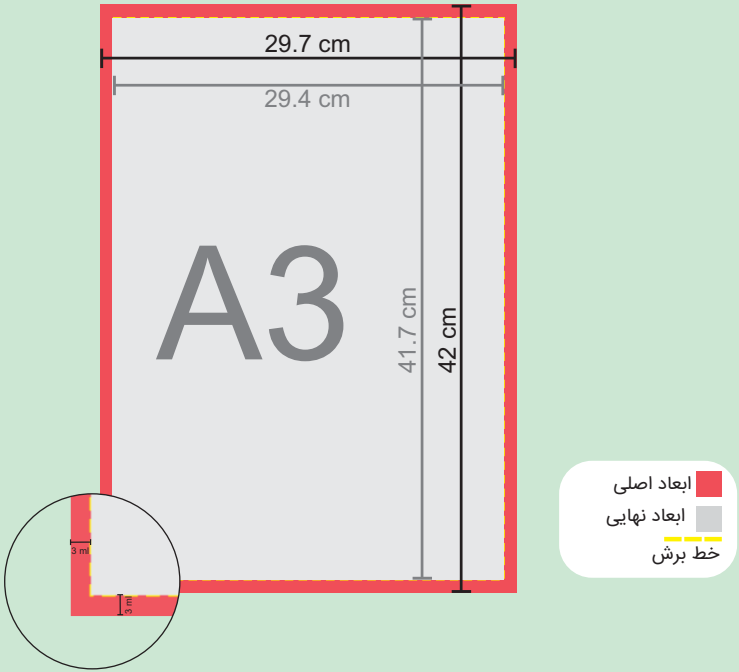 29.7 cm
29.4 cm
A3
41.7 cm
42 cm
ابعاد اصلی
ابعاد نهایی
خط برش
3 ml
3 ml